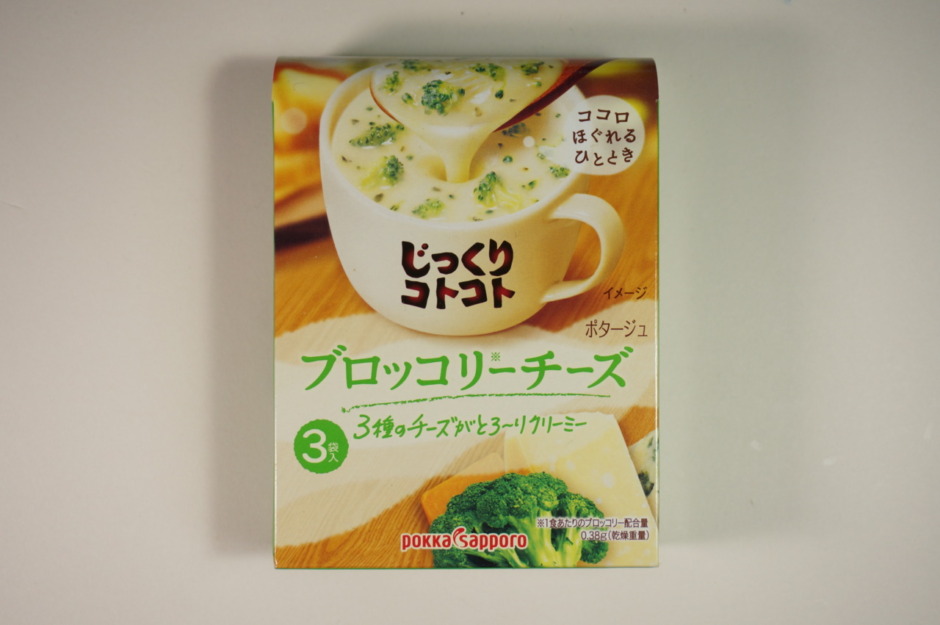 ココロ
ほぐれる
ひととき
じっくり
コトコト
イメージ
ポタージュ
ブロッコリーチーズ
※
3種のチーズがとろ〜りクリーミー
3袋入
※1食あたりのブロッコリー配合量
0.38g(乾燥重量)
pokka sapporo